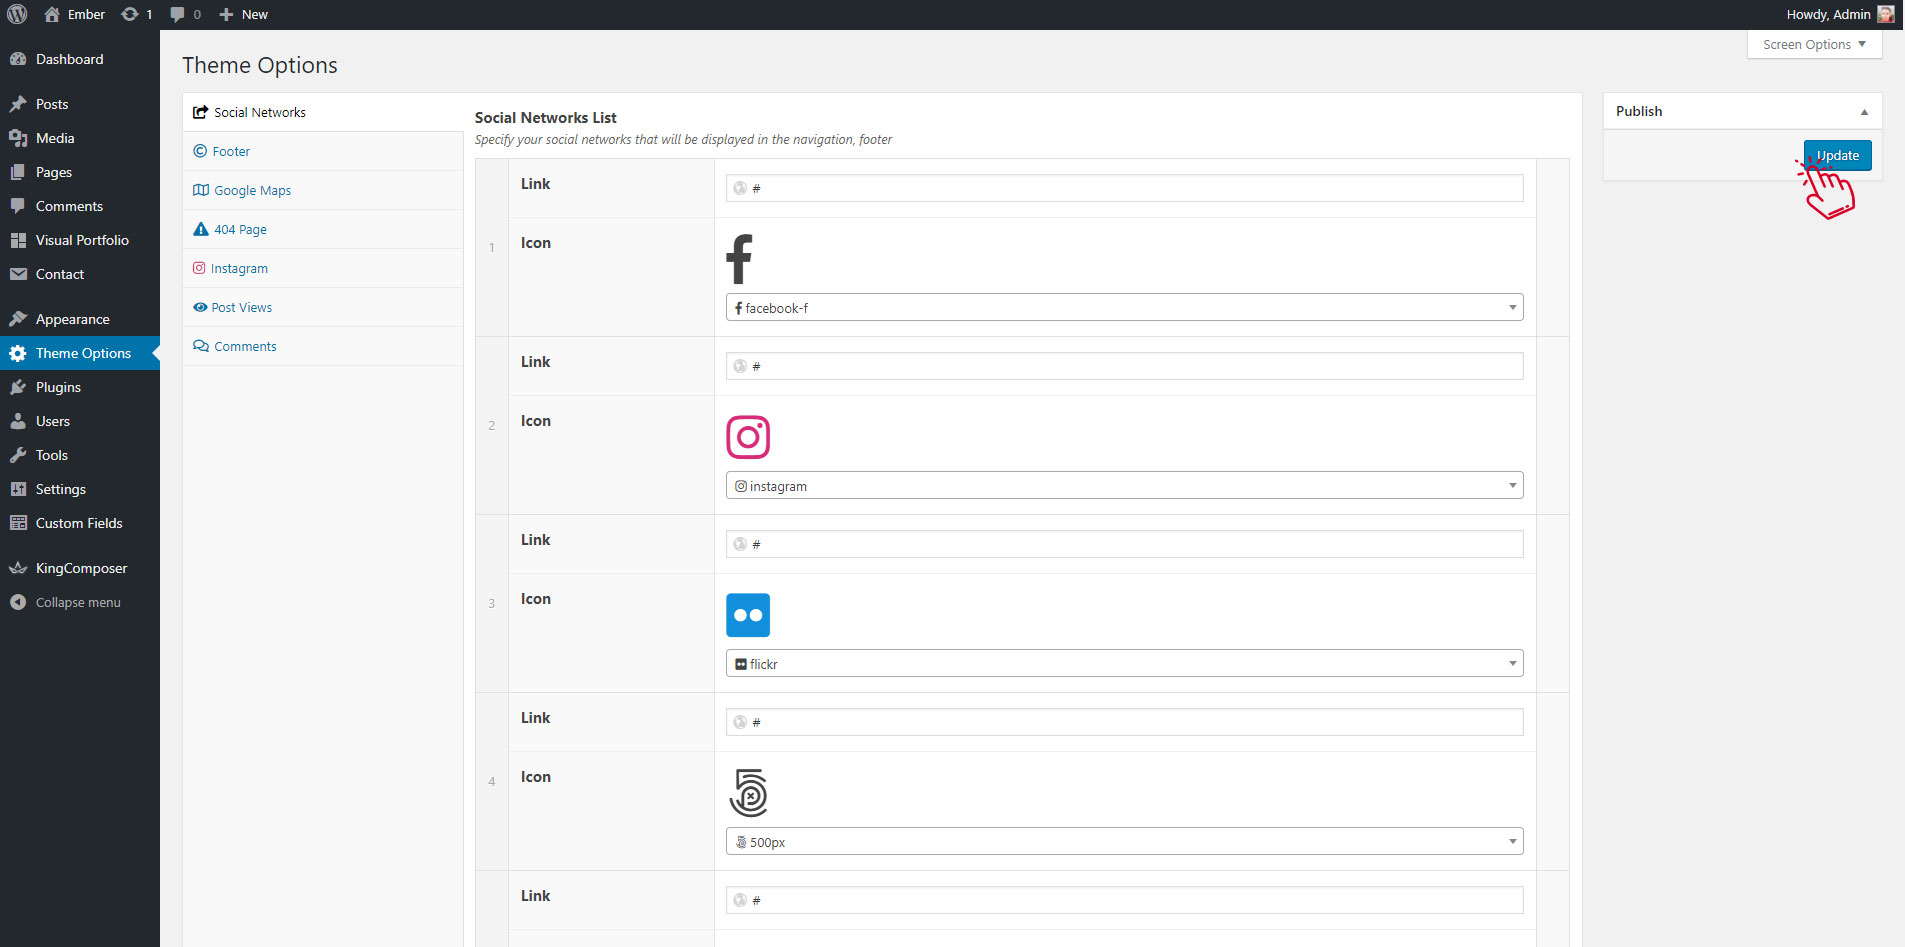 Ember 1 0 New
Howdy, Admin
Screen Options
Dashboard
Posts
Media
Pages
Comments
Visual Portfolio
Contact
Appearance
Theme Options
Plugins
Users
Tools
Settings
Custom Fields
KingComposer
Collapse menu
Theme Options
Social Networks
Footer
Google Maps
404 Page
Instagram
Post Views
Comments
Social Networks List
Specify your social networks that will be displayed in the navigation, footer
1
Link
#
Icon
facebook-f
2
Link
#
Icon
instagram
3
Link
#
Icon
flickr
4
Link
#
Icon
500px
Link
#
Publish
Update